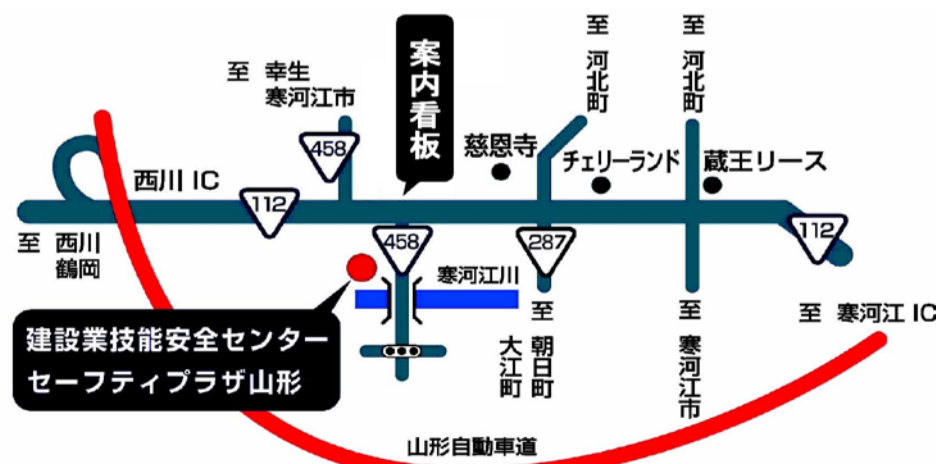 至 幸生
寒河江市
案内看板
至 河北町
至 河北町
458
慈恩寺
チェリーランド
蔵王リース
西川 IC
112
458
287
112
至 西川
鶴岡
寒河江川
建設業技能安全センター
セーフティプラザ山形
至 朝日町
大江町
至 寒河江市
至 寒河江 IC
山形自動車道